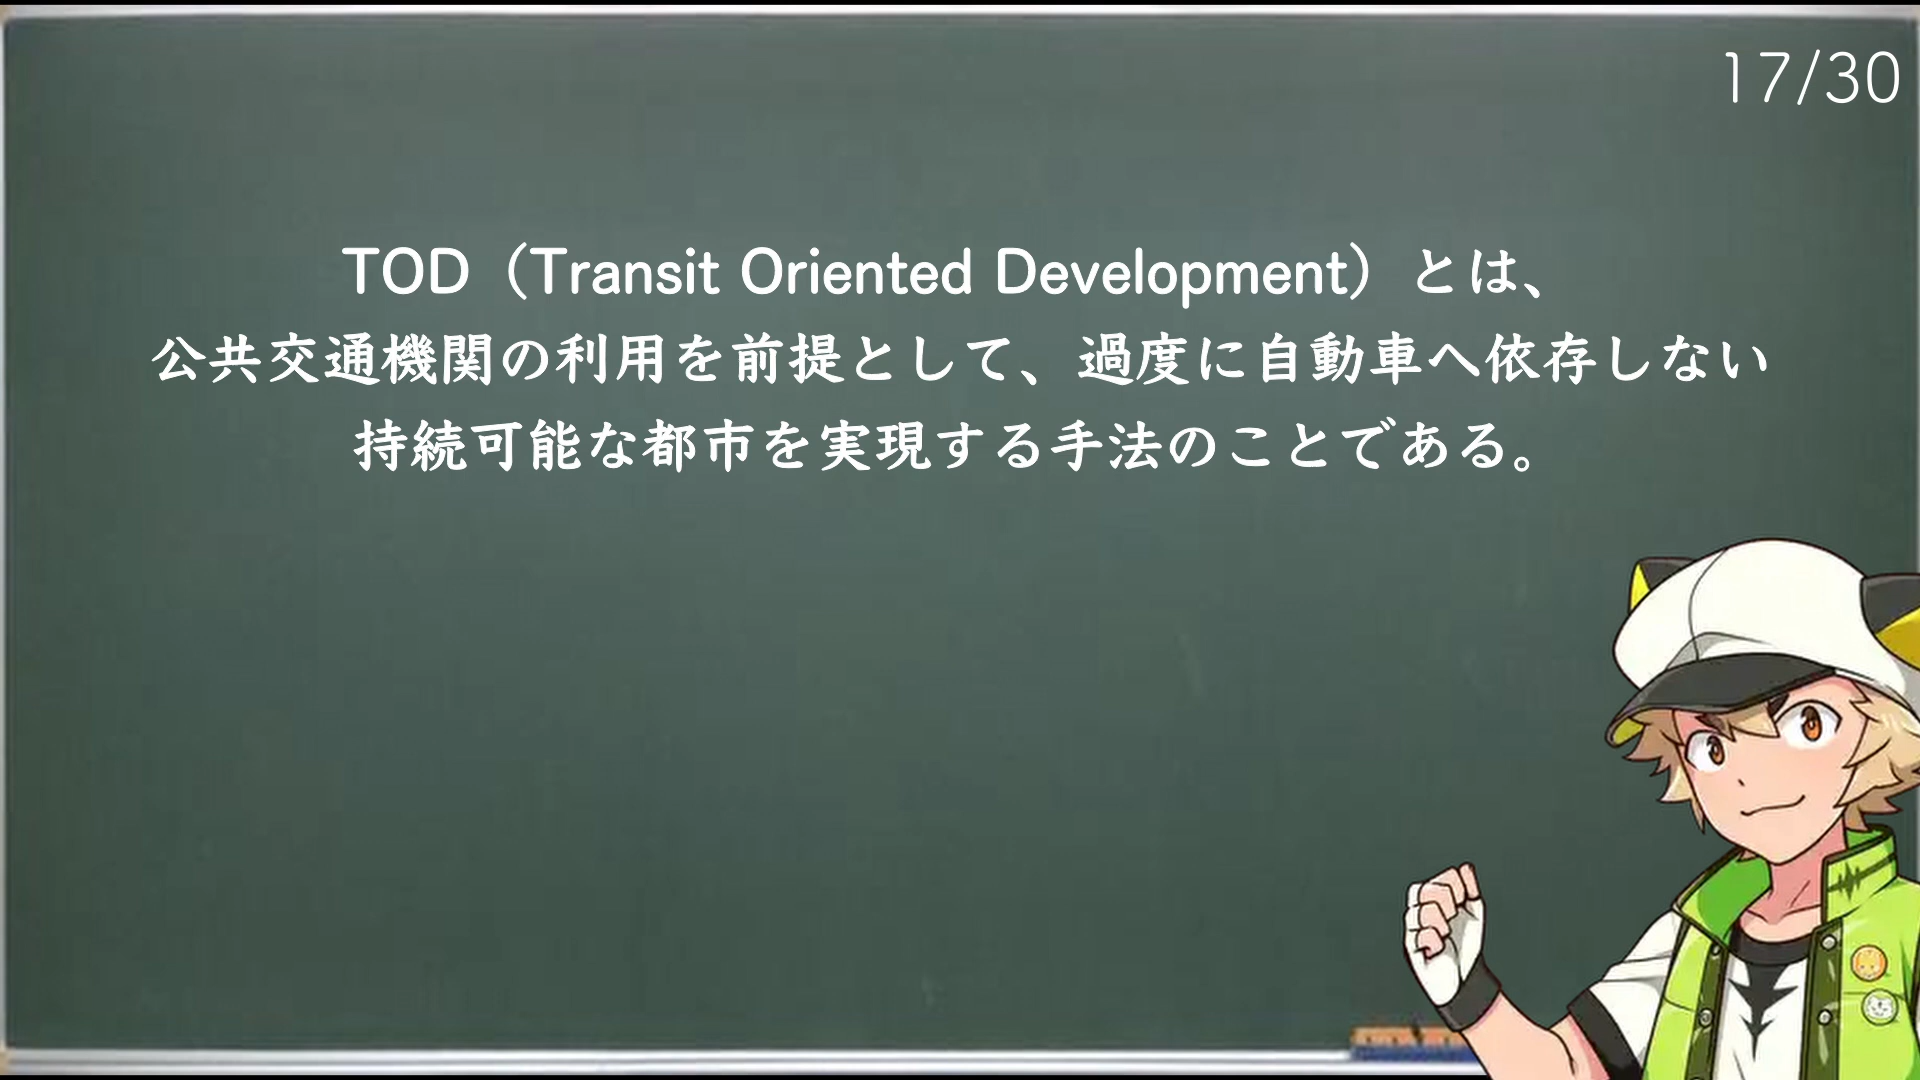 17/30
TOD（Transit Oriented Development）とは、
公共交通機関の利用を前提として、過度に自動車へ依存しない
持続可能な都市を実現する手法のことである。